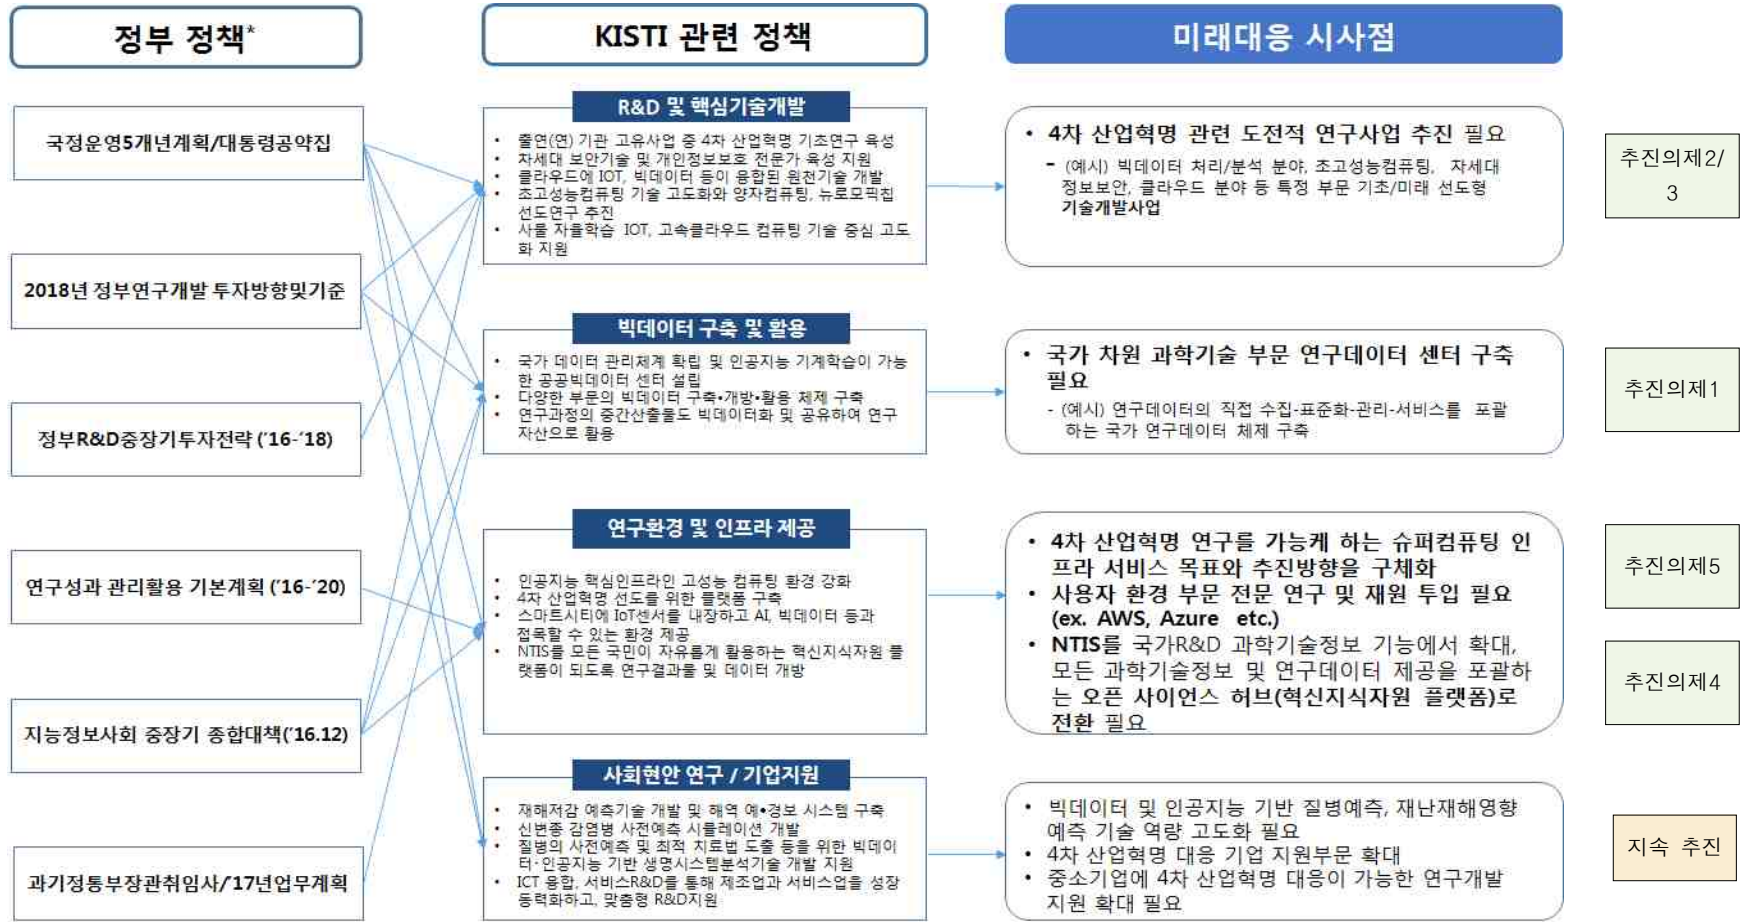 정부 정책*
국정운영5개년계획/대통령공약집
2018년 정부연구개발 투자방향및기준
정부R&D중장기투자전략 ('16-'18)
연구성과 관리활용 기본계획 ('16-'20)
지능정보사회 중장기 종합대책('16.12)
과기정통부장관취임사/'17년업무계획
KISTI 관련 정책
R&D 및 핵심기술개발
• 출연(연) 기관 고유사업 중 4차 산업혁명 기초연구 육성
• 차세대 보안기술 및 개인정보보호 전문가 육성 지원
• 클라우드에 IOT, 빅데이터 등이 융합된 원천기술 개발
• 초고성능컴퓨팅 기술 고도화와 양자컴퓨팅, 뉴로모픽칩
선도연구 추진
• 사물 자율학습 IOT, 고속클라우드 컴퓨팅 기술 중심 고도
화 지원
빅데이터 구축 및 활용
• 국가 데이터 관리체계 확립 및 인공지능 기계학습이 가능
한 공공빅데이터 센터 설립
• 다양한 부문의 빅데이터 구축•개방•활용 체제 구축
• 연구과정의 중간산출물도 빅데이터화 및 공유하여 연구
자산으로 활용
연구환경 및 인프라 제공
• 인공지능 핵심인프라인 고성능 컴퓨팅 환경 강화
• 4차 산업혁명 선도를 위한 플랫폼 구축
• 스마트시티에 IoT센서를 내장하고 AI, 빅데이터 등과
접목할 수 있는 환경 제공
• NTIS를 모든 국민이 자유롭게 활용하는 혁신지식자원 플
랫폼이 되도록 연구결과물 및 데이터 개방
사회현안 연구 / 기업지원
• 재해저감 예측기술 개발 및 해역 예•경보 시스템 구축
• 신변종 감염병 사전예측 시뮬레이션 개발
• 질병의 사전예측 및 최적 치료법 도출 등을 위한 빅데이
터·인공지능 기반 생명시스템분석기술 개발 지원
• ICT 융합, 서비스R&D를 통해 제조업과 서비스업을 성장
동력화하고, 맞춤형 R&D지원
미래대응 시사점
• 4차 산업혁명 관련 도전적 연구사업 추진 필요
- (예시) 빅데이터 처리/분석 분야, 초고성능컴퓨팅, 차세대
정보보안, 클라우드 분야 등 특정 부문 기초/미래 선도형
기술개발사업
• 국가 차원 과학기술 부문 연구데이터 센터 구축
필요
- (예시) 연구데이터의 직접 수집-표준화-관리-서비스를 포괄
하는 국가 연구데이터 체제 구축
• 4차 산업혁명 연구를 가능케 하는 슈퍼컴퓨팅 인
프라 서비스 목표와 추진방향을 구체화
• 사용자 환경 부문 전문 연구 및 재원 투입 필요
(ex. AWS, Azure etc.)
• NTIS를 국가R&D 과학기술정보 기능에서 확대,
모든 과학기술정보 및 연구데이터 제공을 포괄하
는 오픈 사이언스 허브(혁신지식자원 플랫폼)로
전환 필요
• 빅데이터 및 인공지능 기반 질병예측, 재난재해영향
예측 기술 역량 고도화 필요
• 4차 산업혁명 대응 기업 지원부문 확대
• 중소기업에 4차 산업혁명 대응이 가능한 연구개발
지원 확대 필요
추진의제2/
3
추진의제1
추진의제5
추진의제4
지속 추진